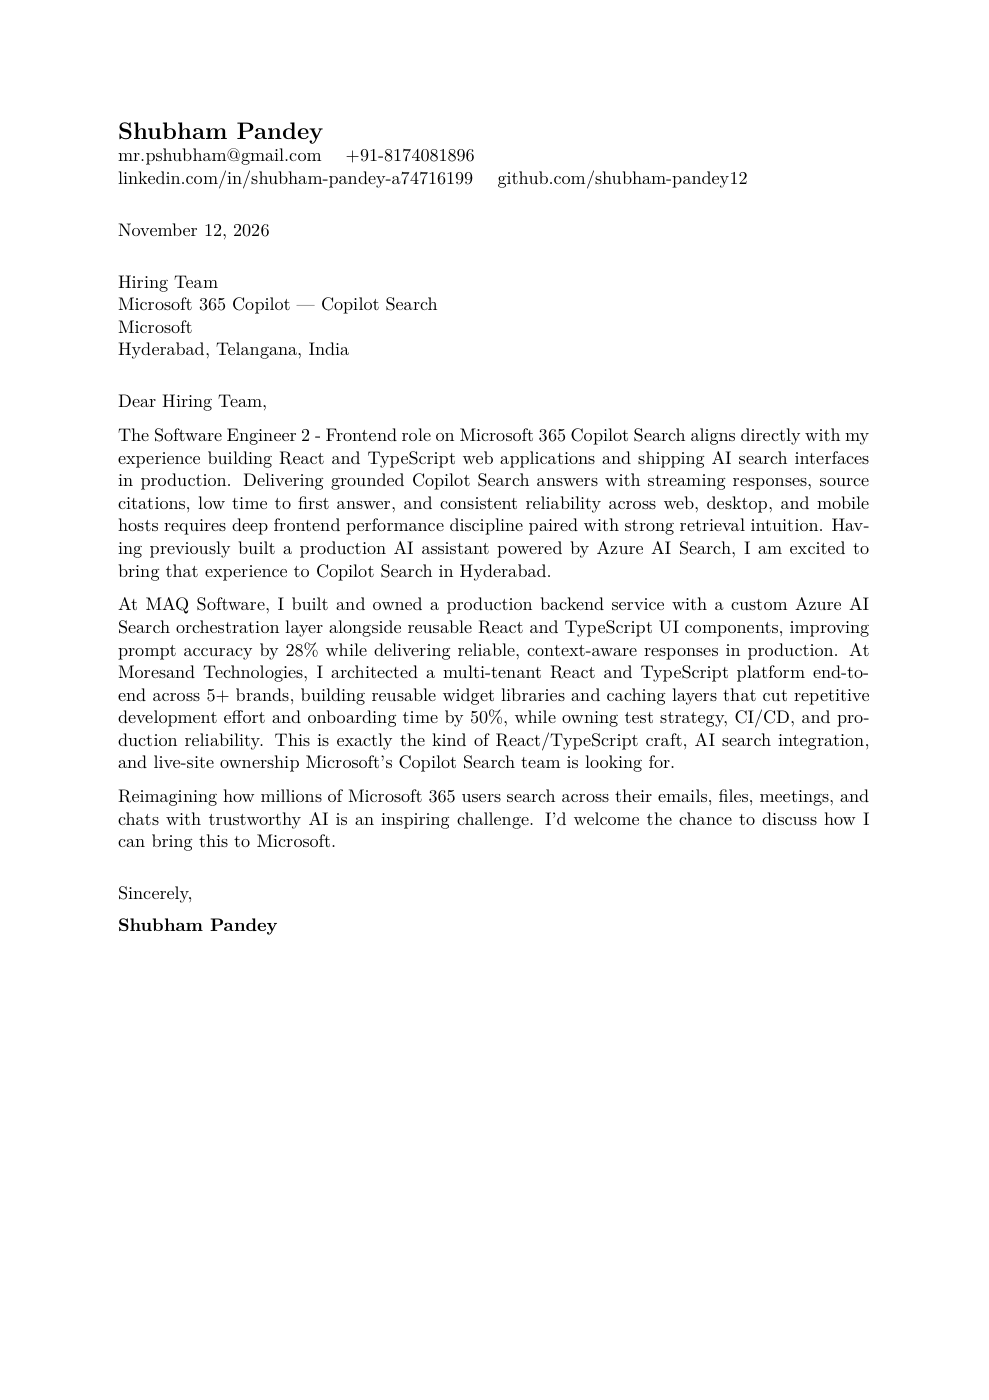 Shubham Pandey
mr.pshubham@gmail.com +91-8174081896
linkedin.com/in/shubham-pandey-a74716199 github.com/shubham-pandey12
November 12, 2026
Hiring Team
Microsoft 365 Copilot — Copilot Search
Microsoft
Hyderabad, Telangana, India
Dear Hiring Team,
The Software Engineer 2 - Frontend role on Microsoft 365 Copilot Search aligns directly with my
experience building React and TypeScript web applications and shipping AI search interfaces
in production. Delivering grounded Copilot Search answers with streaming responses, source
citations, low time to first answer, and consistent reliability across web, desktop, and mobile
hosts requires deep frontend performance discipline paired with strong retrieval intuition. Hav-
ing previously built a production AI assistant powered by Azure AI Search, I am excited to
bring that experience to Copilot Search in Hyderabad.
At MAQ Software, I built and owned a production backend service with a custom Azure AI
Search orchestration layer alongside reusable React and TypeScript UI components, improving
prompt accuracy by 28% while delivering reliable, context-aware responses in production. At
Moresand Technologies, I architected a multi-tenant React and TypeScript platform end-to-
end across 5+ brands, building reusable widget libraries and caching layers that cut repetitive
development effort and onboarding time by 50%, while owning test strategy, CI/CD, and pro-
duction reliability. This is exactly the kind of React/TypeScript craft, AI search integration,
and live-site ownership Microsoft's Copilot Search team is looking for.
Reimagining how millions of Microsoft 365 users search across their emails, files, meetings, and
chats with trustworthy AI is an inspiring challenge. I'd welcome the chance to discuss how I
can bring this to Microsoft.
Sincerely,
Shubham Pandey